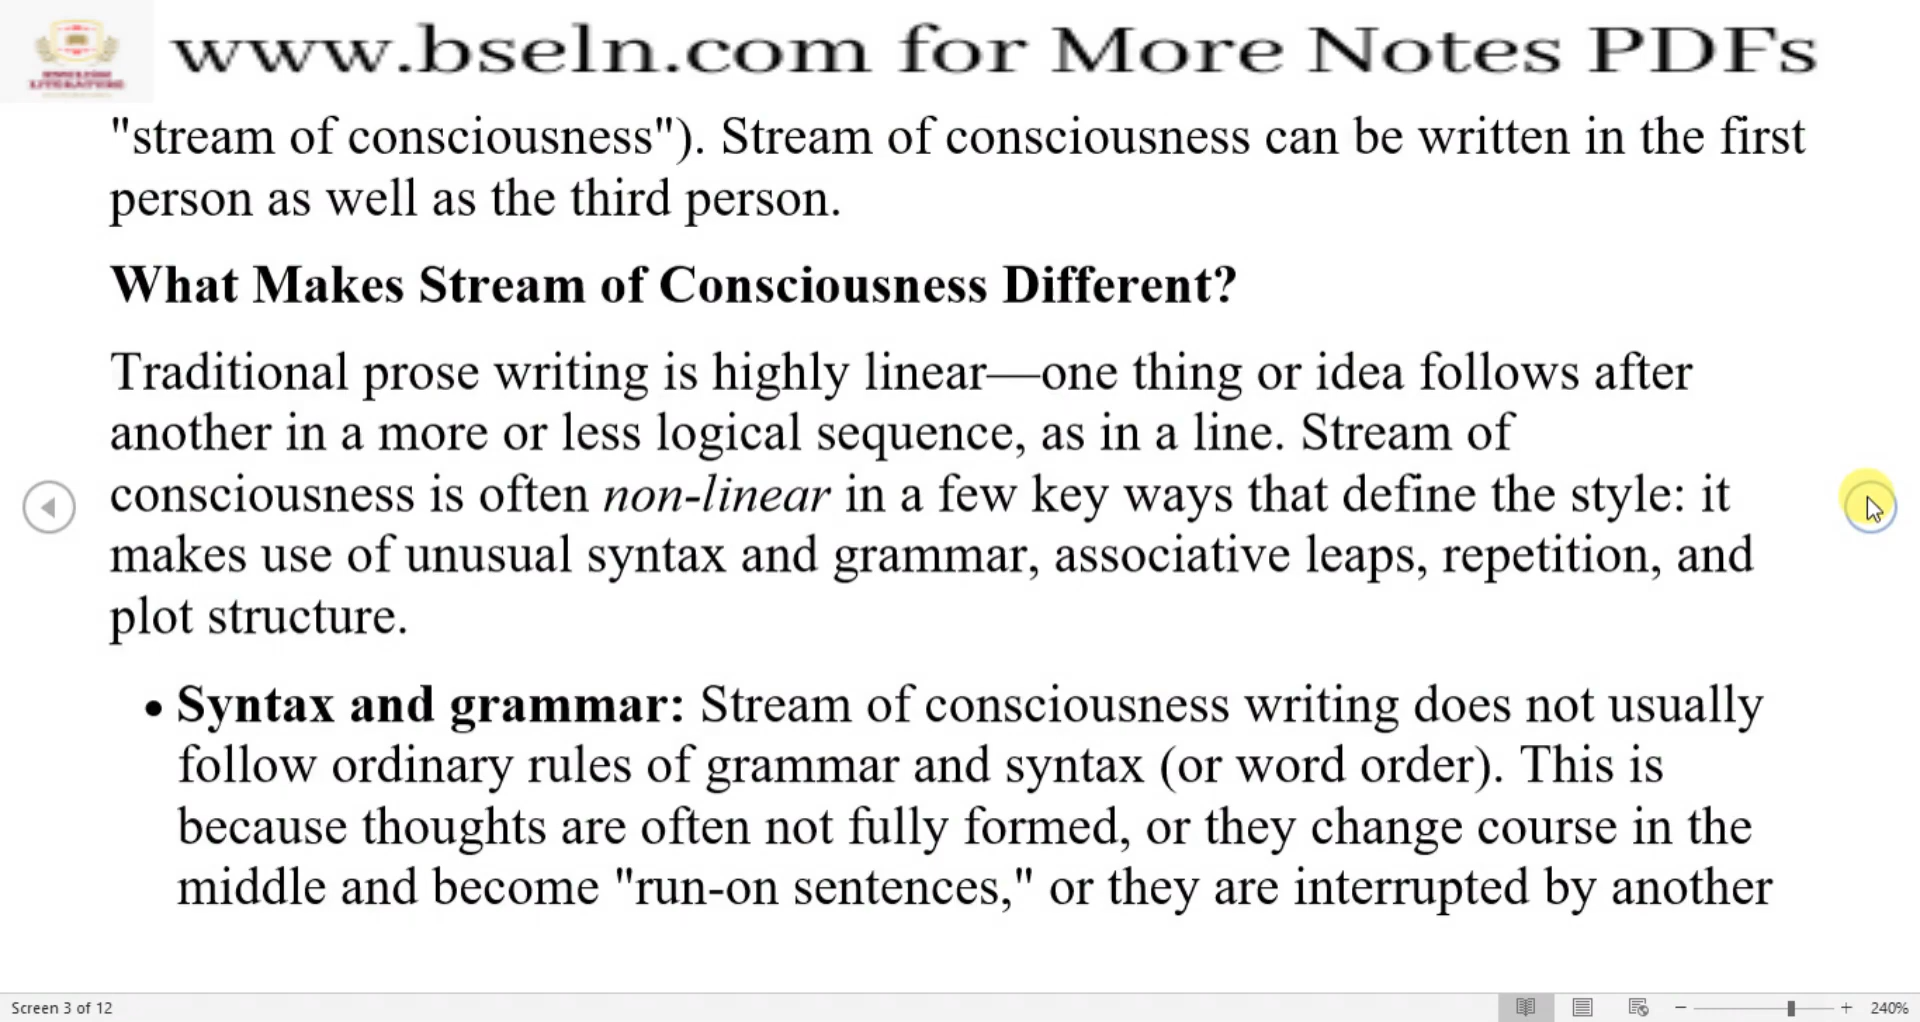 www.bseln.com for More Notes PDFs
"stream of consciousness"). Stream of consciousness can be written in the first
person as well as the third person.
What Makes Stream of Consciousness Different?
Traditional prose writing is highly linear—one thing or idea follows after
another in a more or less logical sequence, as in a line. Stream of
consciousness is often non-linear in a few key ways that define the style: it
makes use of unusual syntax and grammar, associative leaps, repetition, and
plot structure.
• Syntax and grammar: Stream of consciousness writing does not usually
follow ordinary rules of grammar and syntax (or word order). This is
because thoughts are often not fully formed, or they change course in the
middle and become "run-on sentences," or they are interrupted by another
Screen 3 of 12
240%